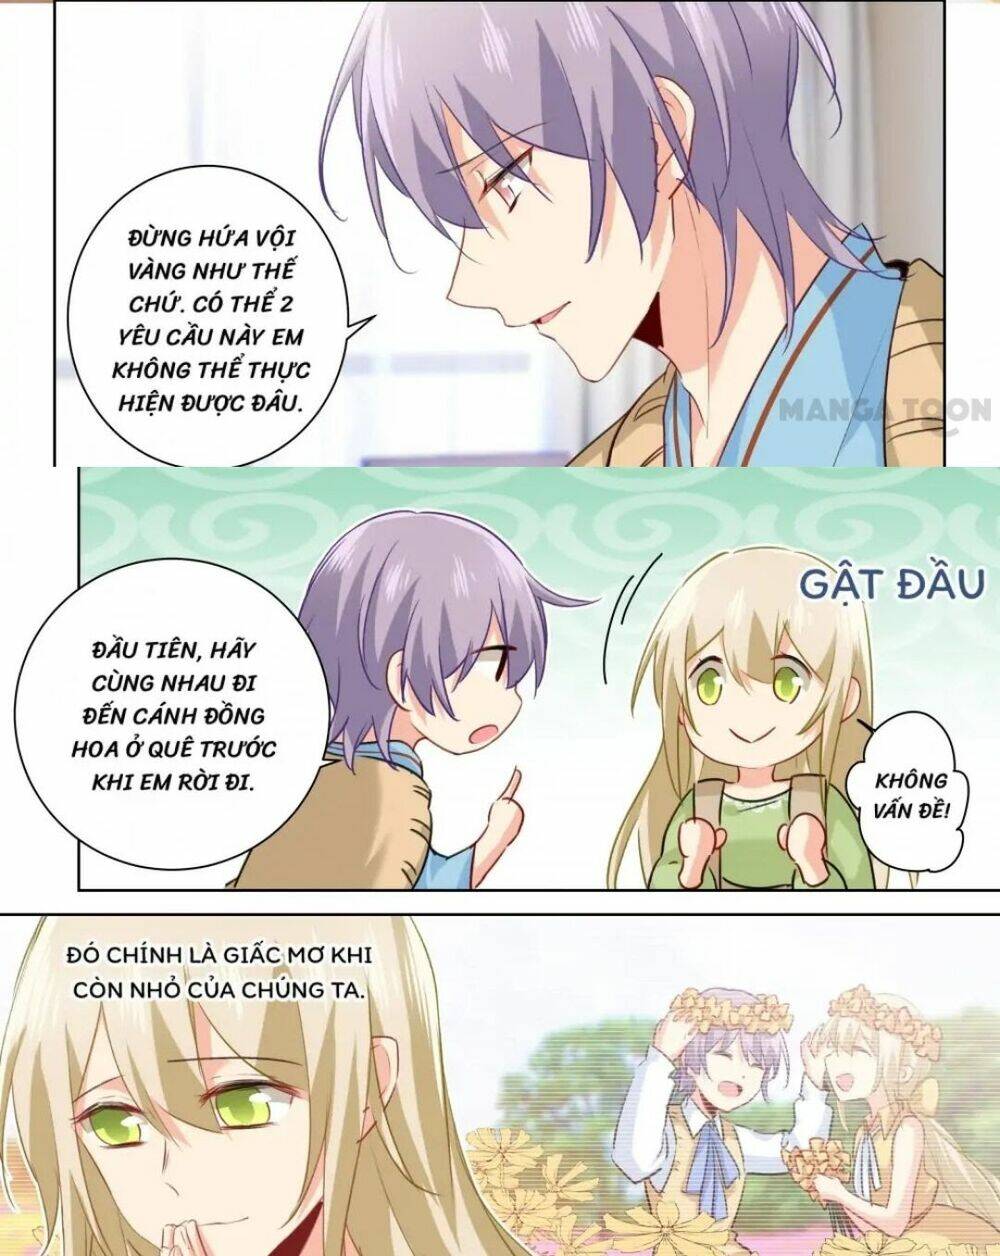 ĐỪNG HỨA VỘI
VÀNG NHƯ THẾ
CHỨ. CÓ THỂ 2
YÊU CẦU NÀY EM
KHÔNG THỂ THỰC
HIỆN ĐƯỢC ĐÂU.
MANGA TOON
GẬT ĐẦU
ĐẦU TIÊN, HÃY
CÙNG NHAU ĐI
ĐẾN CÁNH ĐỒNG
HOA Ở QUÊ TRƯỚC
KHI EM RỜI ĐI.
KHÔNG
VẤN ĐỀ!
ĐÓ CHÍNH LÀ GIẤC MƠ KHI
CÒN NHỎ CỦA CHÚNG TA.